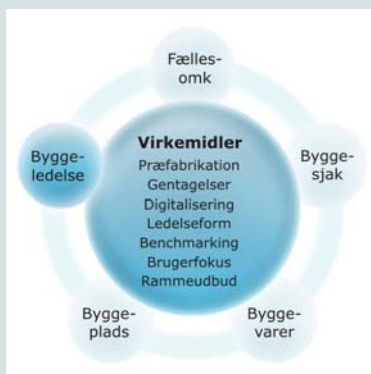 Fælles-
omk
Bygge-
ledelse
Virkemidler
Præfabrikation
Gentagelser
Digitalisering
Ledelseform
Benchmarking
Brugerfokus
Rammeudbud
Bygge-
sjak
Bygge-
plads
Bygge-
varer